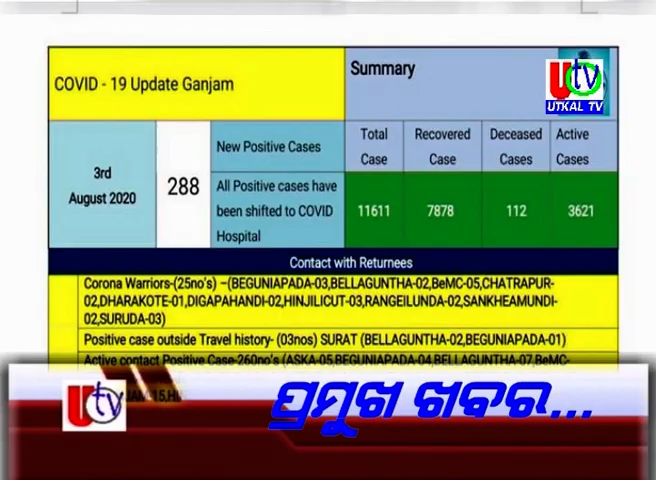 COVID - 19 Update Ganjam
Summary
UTV
UTKAL TV
3rd
August 2020
288
New Positive Cases
All Positive cases have
been shifted to COVID
Hospital
Total
Case
Recovered
Case
Deceased
Cases
Active
Cases
11611
7878
112
3621
Contact with Returnees
Corona Warriors-(25no's) –(BEGUNIAPADA-03,BELLAGUNTHA-02,BeMC-05,CHATRAPUR-
02,DHARAKOTE-01,DIGAPAHANDI-02,HINJILICUT-03,RANGEILUNDA-02,SANKHEAMUNDI-
02,SURUDA-03)
Positive case outside Travel history- (03nos) SURAT (BELLAGUNTHA-02,BEGUNIAPADA-01)
Active contact Positive Case-260no's (ASKA-05,BEGUNIAPADA-04,BELLAGUNTHA-07,BeMC-
UTV
ପ୍ରମୁଖ ଖବର...